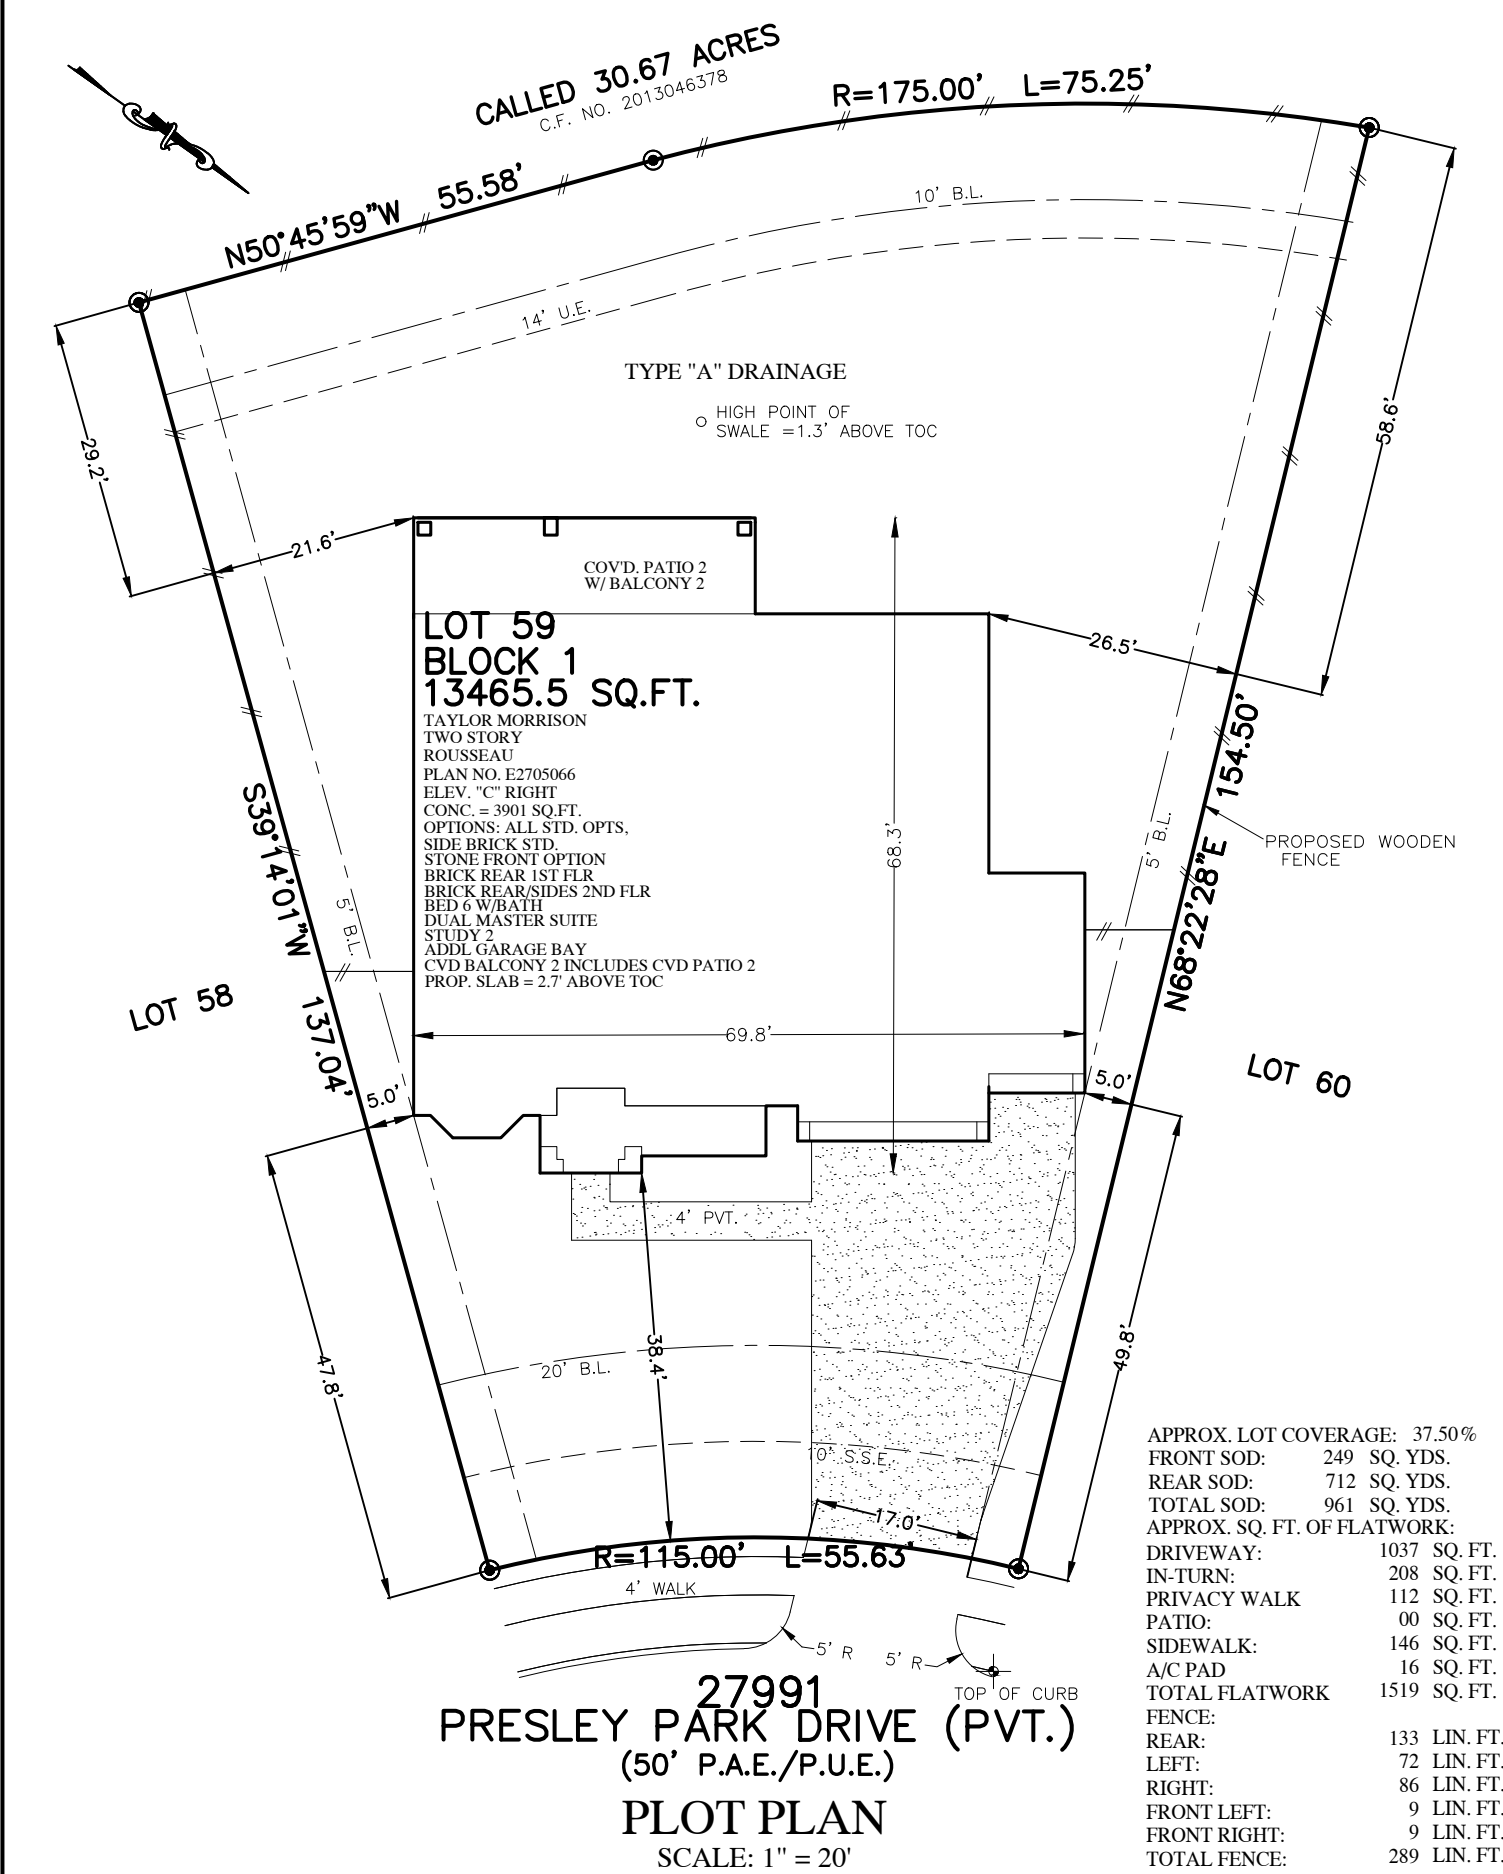 CALLED 30.67 ACRES
C.F. NO. 2013046378
R=175.00' L=75.25'
N50°45'59"W 55.58'
10' B.L.
14' U.E.
TYPE "A" DRAINAGE
HIGH POINT OF
SWALE =1.3' ABOVE TOC
29.2'
58.6'
21.6'
COV'D. PATIO 2
W/ BALCONY 2
26.5'
LOT 59
BLOCK 1
13465.5 SQ.FT.
TAYLOR MORRISON
TWO STORY
ROUSSEAU
PLAN NO. E2705066
ELEV. "C" RIGHT
CONC. = 3901 SQ.FT.
OPTIONS: ALL STD. OPTS,
SIDE BRICK STD.
STONE FRONT OPTION
BRICK REAR 1ST FLR
BRICK REAR/SIDES 2ND FLR
BED 6 W/BATH
DUAL MASTER SUITE
STUDY 2
ADDL GARAGE BAY
CVD BALCONY 2 INCLUDES CVD PATIO 2
PROP. SLAB = 2.7' ABOVE TOC
68.3'
S39°14'01"W 137.04'
5' B.L.
N68°22'28"E 154.50'
5' B.L.
PROPOSED WOODEN
FENCE
LOT 58
69.8'
LOT 60
5.0'
5.0'
4' PVT.
47.8'
38.4'
49.8'
20' B.L.
10' S.S.E.
17.0'
R=115.00' L=55.63'
4' WALK
5' R
5' R
TOP OF CURB
27991
PRESLEY PARK DRIVE (PVT.)
(50' P.A.E./P.U.E.)
PLOT PLAN
SCALE: 1" = 20'
APPROX. LOT COVERAGE: 37.50%
FRONT SOD: 249 SQ. YDS.
REAR SOD: 712 SQ. YDS.
TOTAL SOD: 961 SQ. YDS.
APPROX. SQ. FT. OF FLATWORK:
DRIVEWAY: 1037 SQ. FT.
IN-TURN: 208 SQ. FT.
PRIVACY WALK 112 SQ. FT.
PATIO: 00 SQ. FT.
SIDEWALK: 146 SQ. FT.
A/C PAD 16 SQ. FT.
TOTAL FLATWORK 1519 SQ. FT.
FENCE:
REAR: 133 LIN. FT.
LEFT: 72 LIN. FT.
RIGHT: 86 LIN. FT.
FRONT LEFT: 9 LIN. FT.
FRONT RIGHT: 9 LIN. FT.
TOTAL FENCE: 289 LIN. FT.